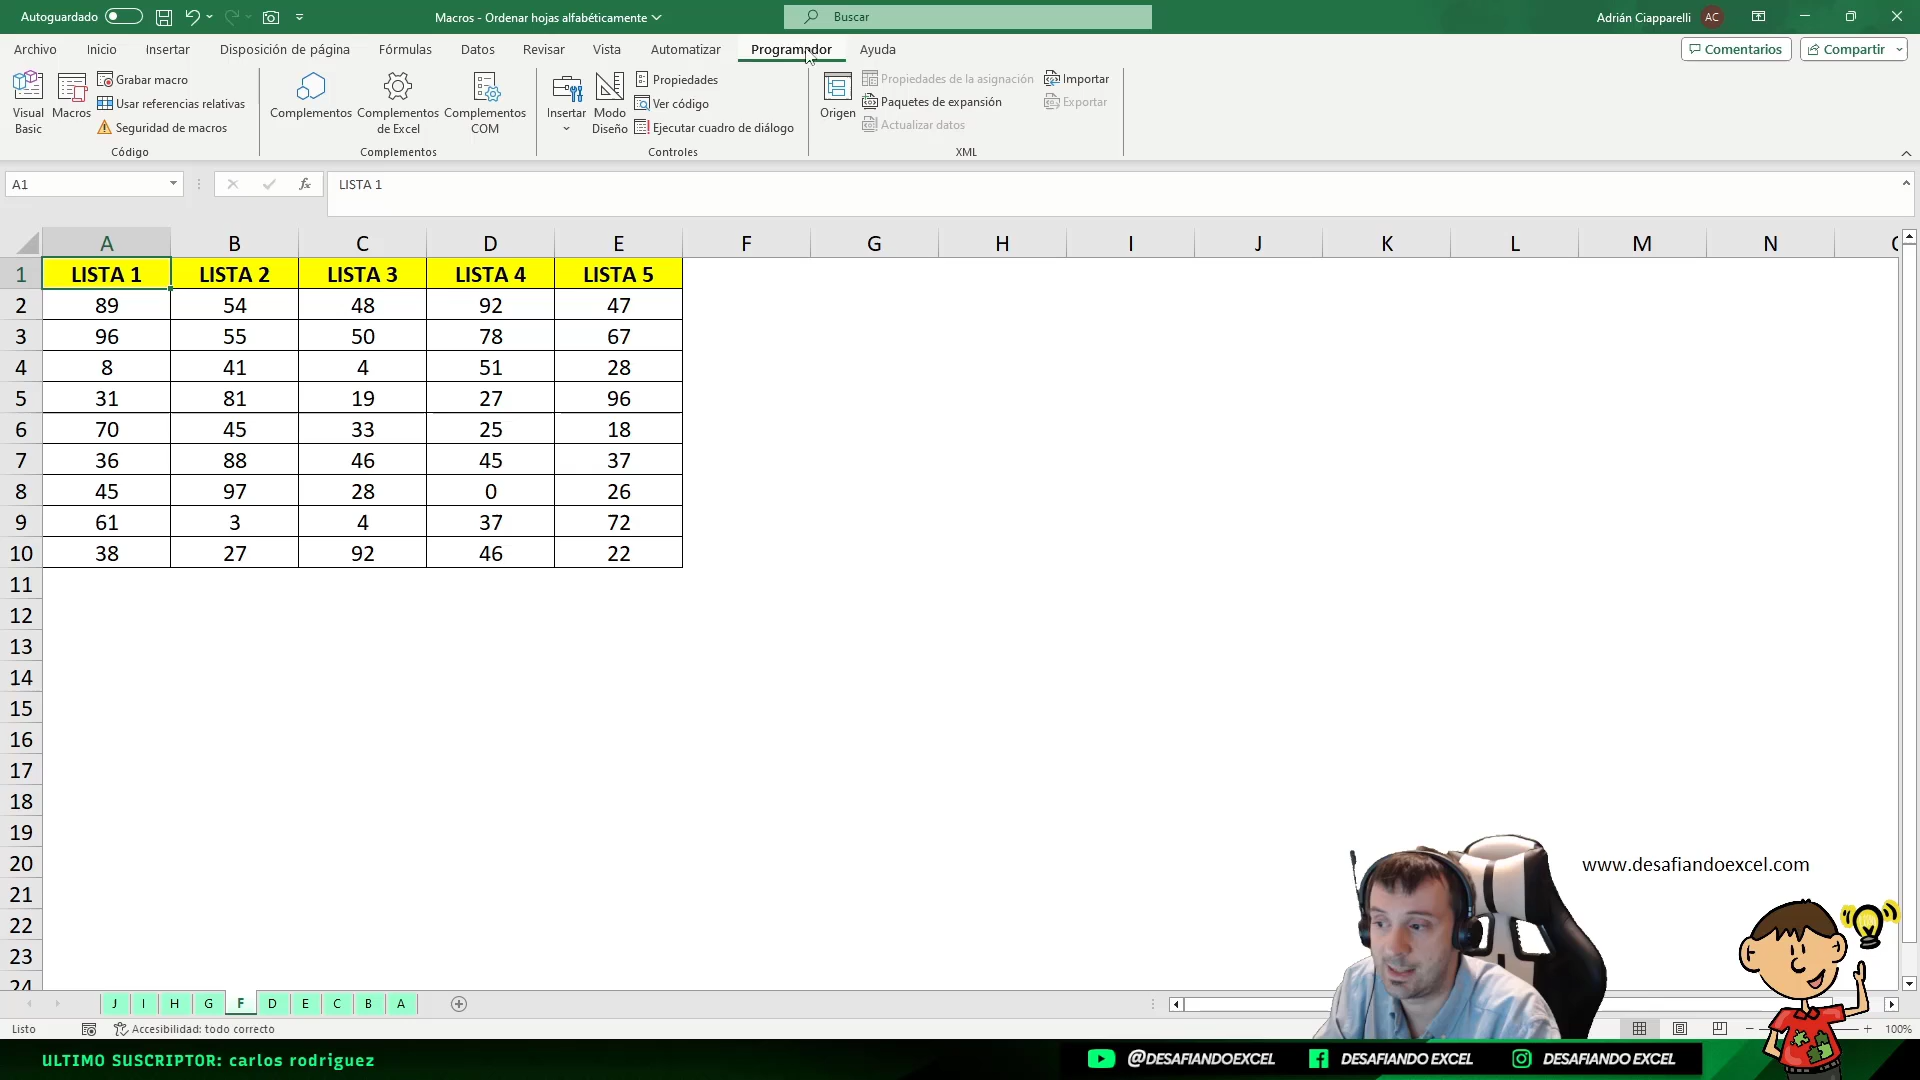 Autoguardado
Macros - Ordenar hojas alfabéticamente
Buscar
Adrián Ciapparelli
AC
Archivo Inicio Insertar Disposición de página Fórmulas Datos Revisar Vista Automatizar Programador Ayuda
Comentarios
Compartir
Visual Basic
Macros
Grabar macro
Usar referencias relativas
Seguridad de macros
Código
Complementos
Complementos de Excel
Complementos COM
Complementos
Insertar
Modo Diseño
Propiedades
Ver código
Ejecutar cuadro de diálogo
Controles
Origen
Propiedades de la asignación
Paquetes de expansión
Actualizar datos
Importar
Exportar
XML
A1
fx
LISTA 1
A B C D E F G H I J K L M N
1 LISTA 1 LISTA 2 LISTA 3 LISTA 4 LISTA 5
2 89 54 48 92 47
3 96 55 50 78 67
4 8 41 4 51 28
5 31 81 19 27 96
6 70 45 33 25 18
7 36 88 46 45 37
8 45 97 28 0 26
9 61 3 4 37 72
10 38 27 92 46 22
11
12
13
14
15
16
17
18
19
20
21
22
23
24
www.desafiandoexcel.com
J I H G F D E C B A
Listo
Accesibilidad: todo correcto
100%
ULTIMO SUSCRIPTOR: carlos rodriguez
@DESAFIANDOEXCEL
DESAFIANDO EXCEL
DESAFIANDO EXCEL